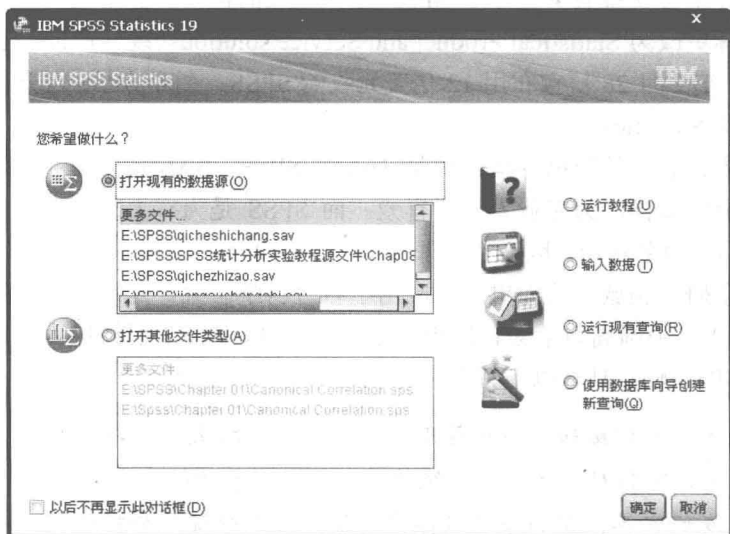 IBM SPSS Statistics 19
IBM SPSS Statistics
IBM.
您希望做什么？
打开现有的数据源(O)
更多文件...
E:\SPSS\qicheshichang.sav
E:\SPSS\SPSS统计分析实验教程源文件\Chap08
E:\SPSS\qichezhizao.sav
打开其他文件类型(A)
更多文件
E:\SPSS\Chapter 01\Canonical Correlation.sps
E:\Spss\Chapter 01\Canonical Correlation.sps
运行教程(U)
输入数据(T)
运行现有查询(R)
使用数据库向导创建
新查询(Q)
以后不再显示此对话框(D)
确定
取消